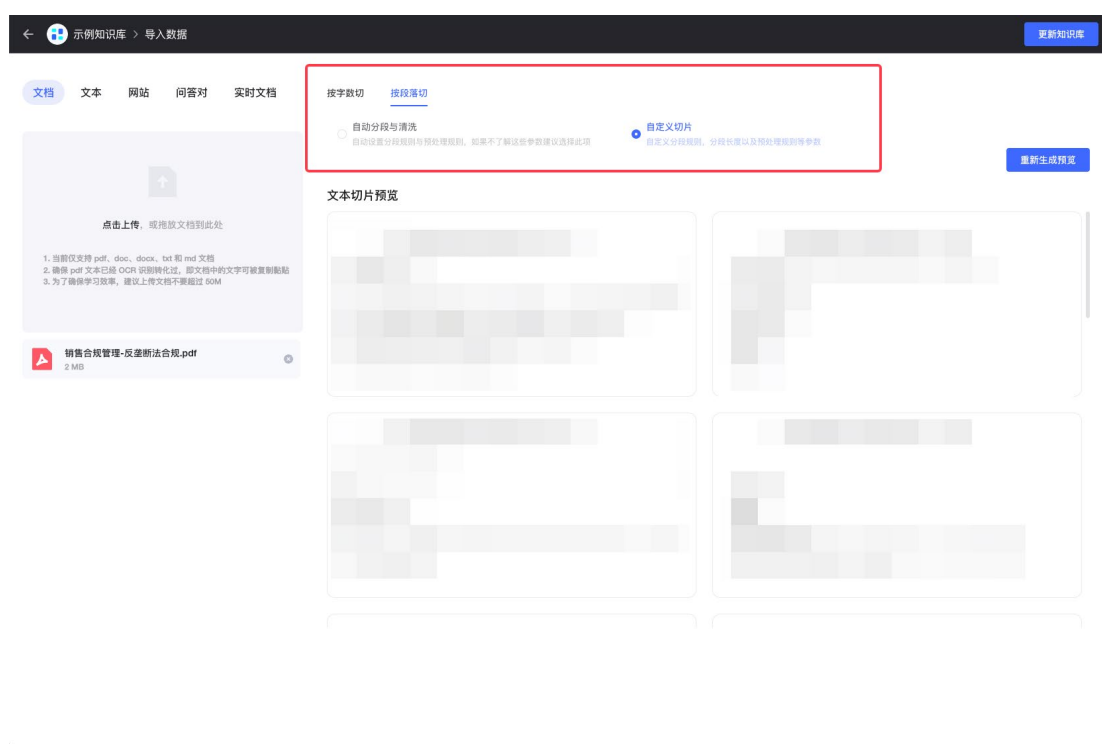 示例知识库 > 导入数据
更新知识库
文档 文本 网站 问答对 实时文档
点击上传，或拖放文档到此处
1. 当前仅支持 pdf、doc、docx、txt 和 md 文档
2. 确保 pdf 文本已经 OCR 识别转化过，即文档中的文字可被复制黏贴
3. 为了确保学习效率，建议上传文档不要超过 50M
销售合规管理-反垄断法合规.pdf
2 MB
按字数切 按段落切
自动分段与清洗
自动设置分段规则与预处理规则，如果不了解这些参数建议选择此项
自定义切片
自定义分段规则、分段长度以及预处理规则等参数
重新生成预览
文本切片预览